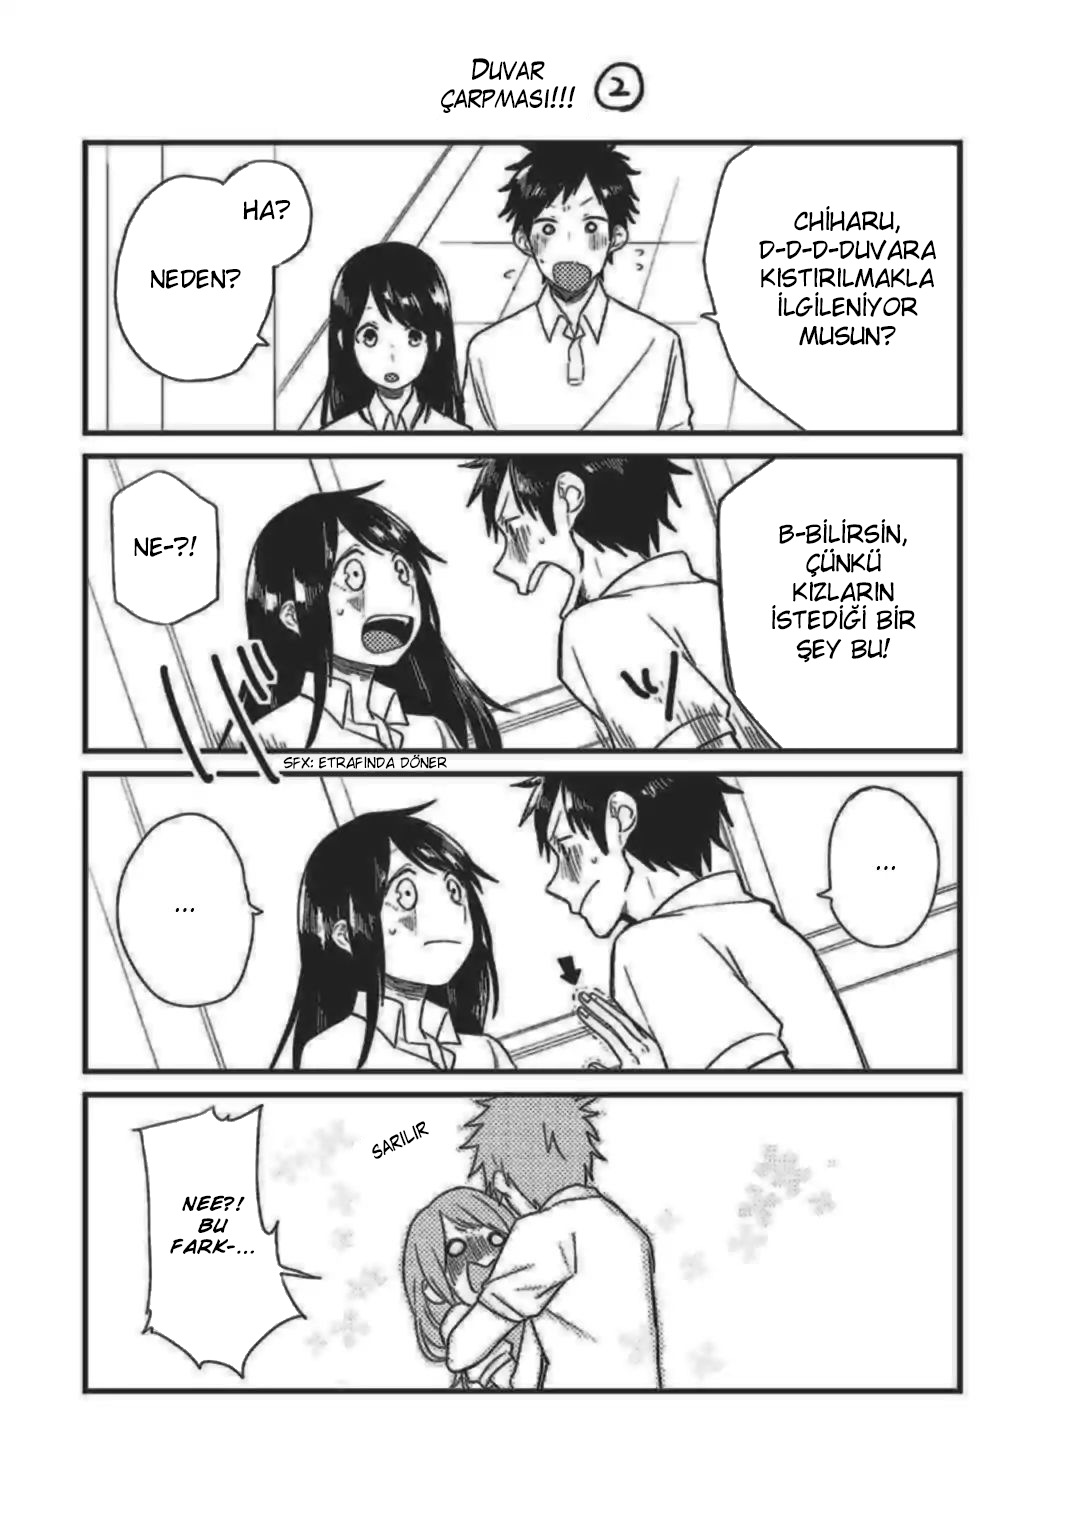 DUVAR
ÇARPMASI!!! 2
CHİHARU,
D-D-D-DUVARA
KISTIRILMAKLA
İLGİLENİYOR
MUSUN?
HA?
NEDEN?
B-BİLİRSİN,
ÇÜNKÜ
KIZLARIN
İSTEDİĞİ BİR
ŞEY BU!
NE-?!
SFX: ETRAFINDA DÖNER
...
...
SARILIR
NEE?!
BU
FARK-...